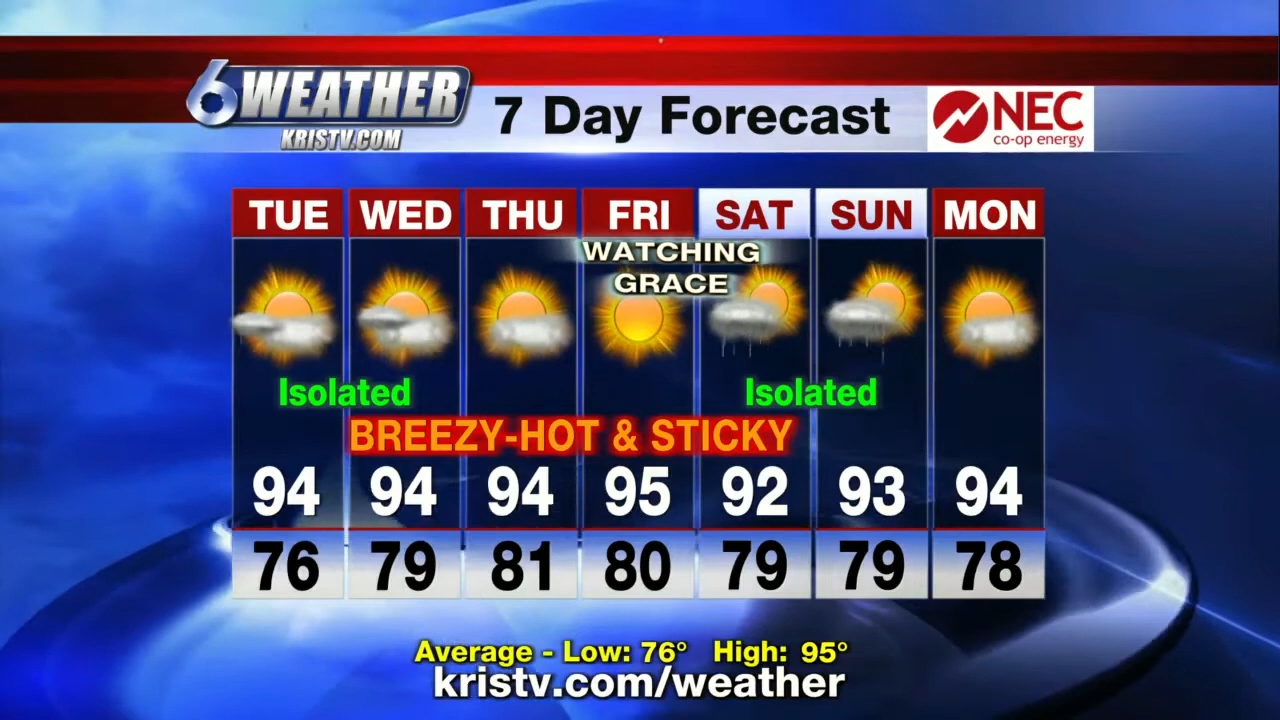 6 WEATHER
KRISTV.COM
7 Day Forecast
NEC
co-op energy
TUE WED THU FRI SAT SUN MON
WATCHING
GRACE
Isolated Isolated
BREEZY-HOT & STICKY
94 94 94 95 92 93 94
76 79 81 80 79 79 78
Average - Low: 76° High: 95°
kristv.com/weather